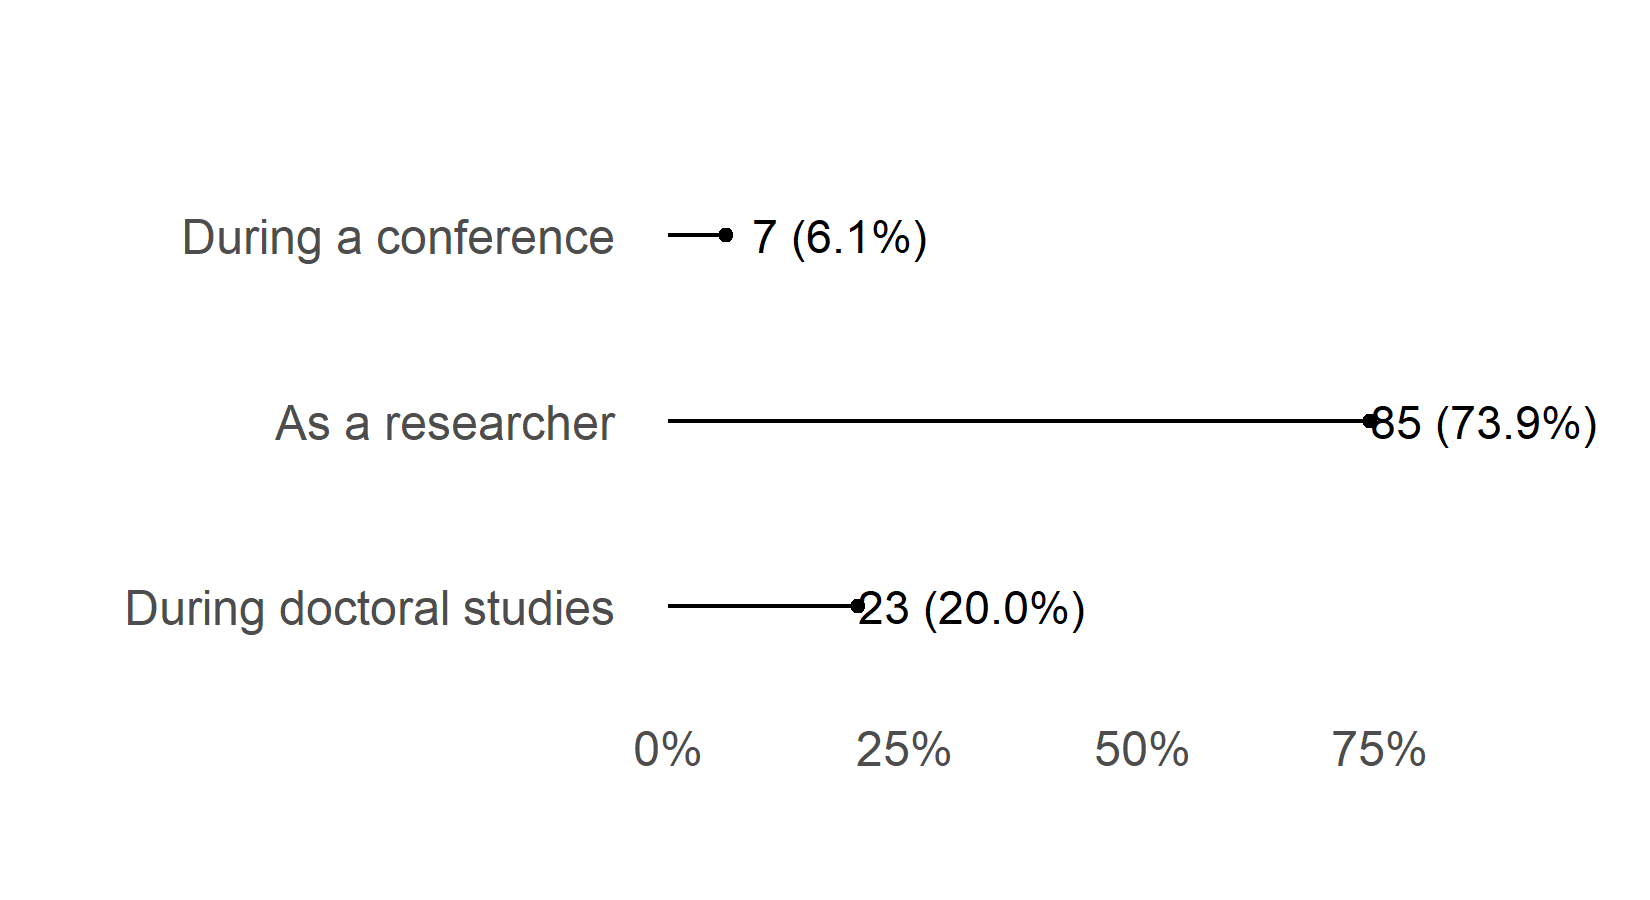 During a conference 7 (6.1%)
As a researcher 85 (73.9%)
During doctoral studies 23 (20.0%)
0% 25% 50% 75%